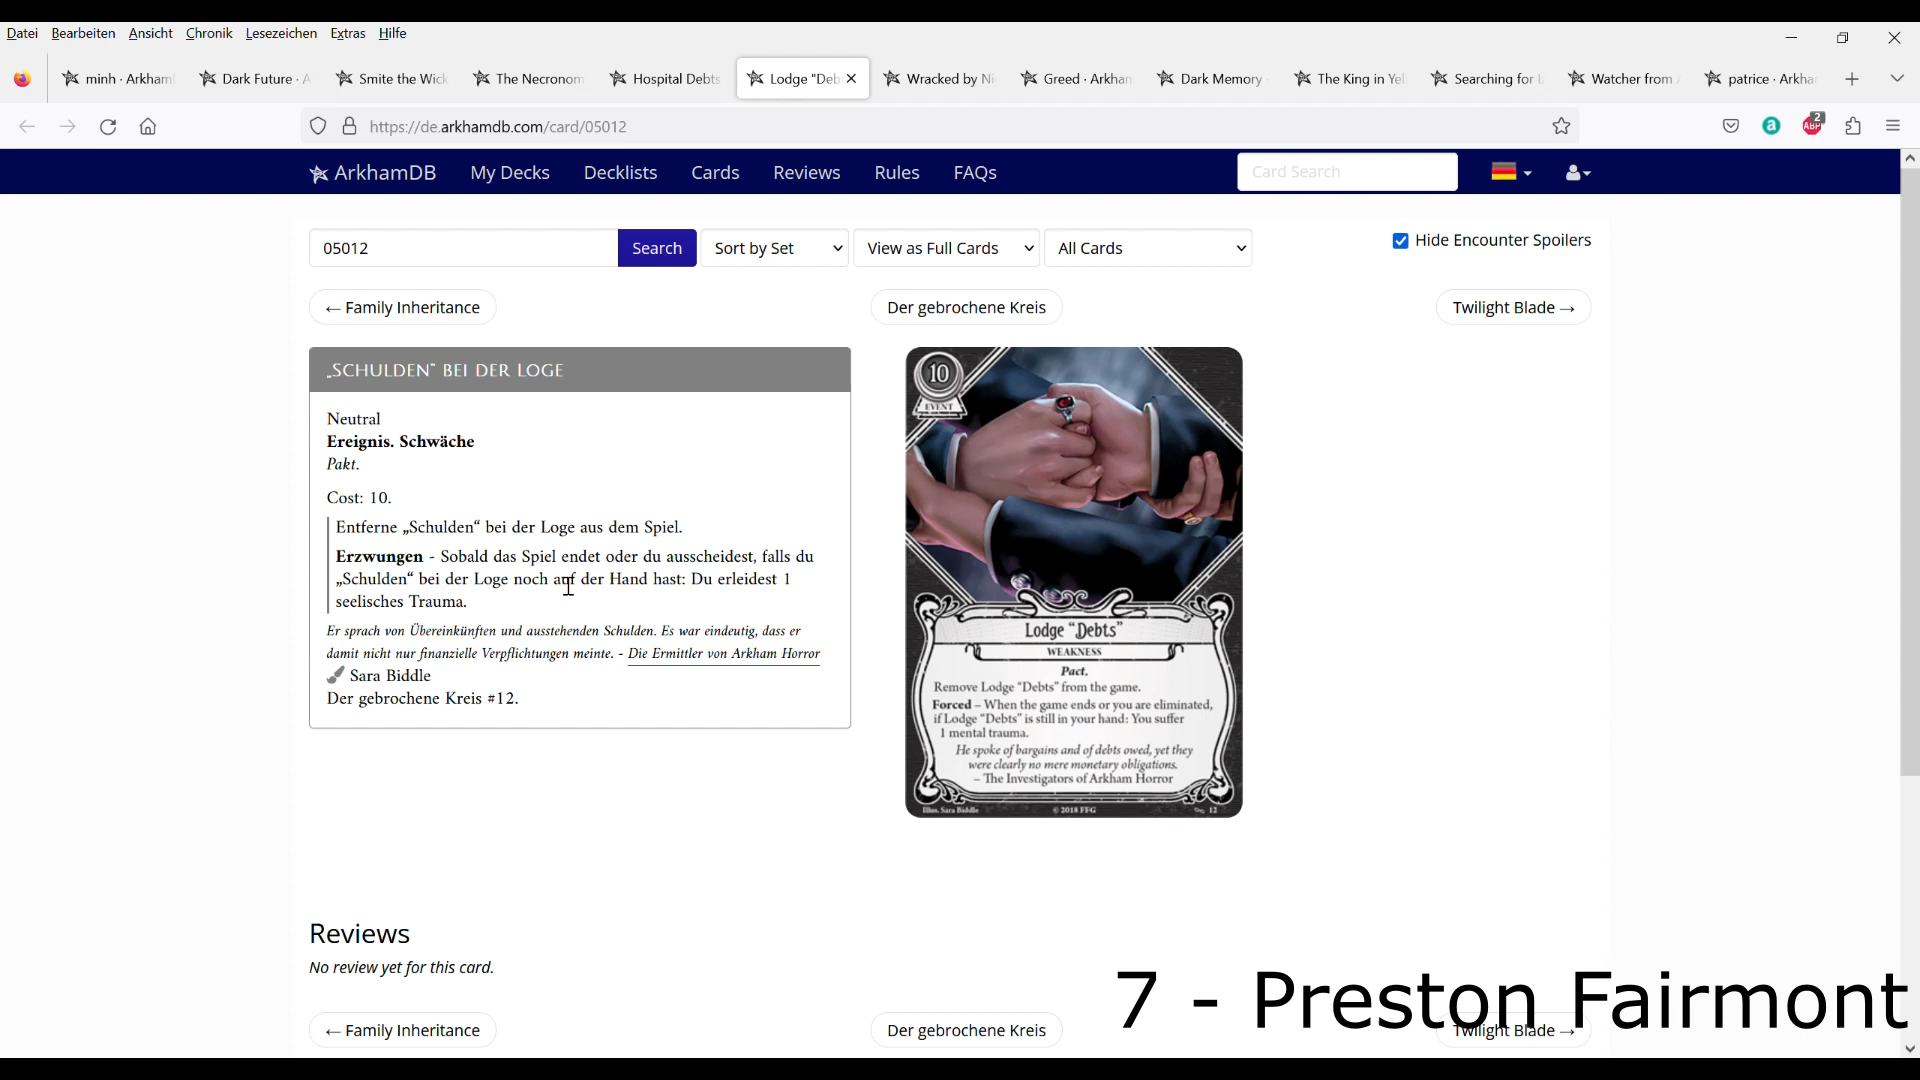 Datei Bearbeiten Ansicht Chronik Lesezeichen Extras Hilfe
minh · Arkham Dark Future · A Smite the Wick The Necronom Hospital Debts Lodge "Deb Wracked by Ni Greed · Arkhan Dark Memory · The King in Yel Searching for Watcher from patrice · Arkha
https://de.arkhamdb.com/card/05012
a ABP 2
ArkhamDB My Decks Decklists Cards Reviews Rules FAQs Card Search
05012 Search Sort by Set View as Full Cards All Cards Hide Encounter Spoilers
← Family Inheritance Der gebrochene Kreis Twilight Blade →
„SCHULDEN“ BEI DER LOGE
Neutral
Ereignis. Schwäche
Pakt.
Cost: 10.
Entferne „Schulden“ bei der Loge aus dem Spiel.
Erzwungen - Sobald das Spiel endet oder du ausscheidest, falls du
„Schulden“ bei der Loge noch auf der Hand hast: Du erleidest 1
seelisches Trauma.
Er sprach von Übereinkünften und ausstehenden Schulden. Es war eindeutig, dass er
damit nicht nur finanzielle Verpflichtungen meinte. - Die Ermittler von Arkham Horror
Sara Biddle
Der gebrochene Kreis #12.
10
EVENT
Lodge “Debts”
WEAKNESS
Pact.
Remove Lodge “Debts” from the game.
Forced – When the game ends or you are eliminated,
if Lodge “Debts” is still in your hand: You suffer
1 mental trauma.
He spoke of bargains and of debts owed, yet they
were clearly no mere monetary obligations.
– The Investigators of Arkham Horror
Illus. Sara Biddle © 2018 FFG 12
Reviews
No review yet for this card.
7 - Preston Fairmont
← Family Inheritance Der gebrochene Kreis Twilight Blade →